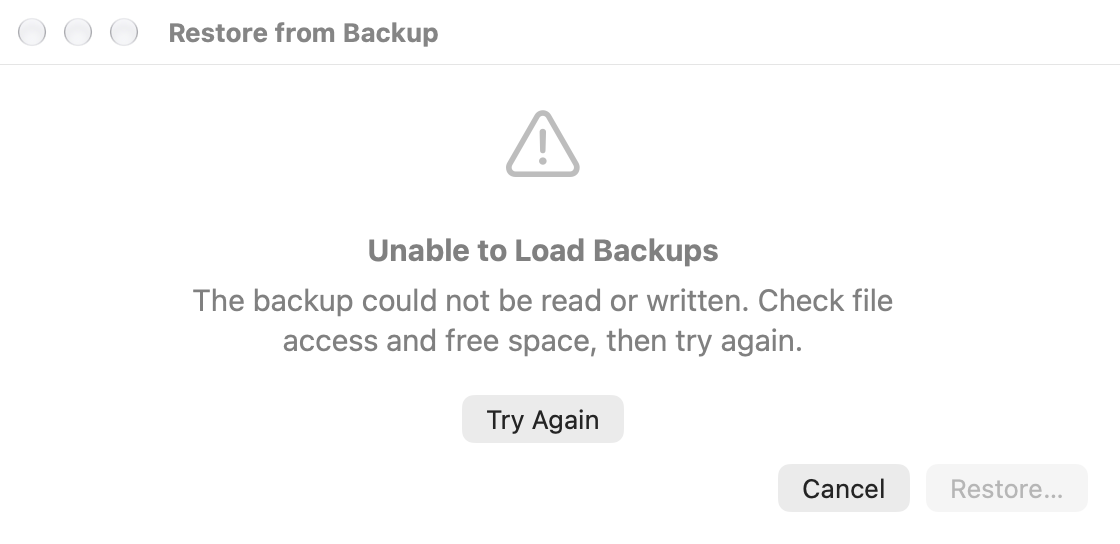 Restore from Backup
Unable to Load Backups
The backup could not be read or written. Check file
access and free space, then try again.
Try Again
Cancel
Restore...